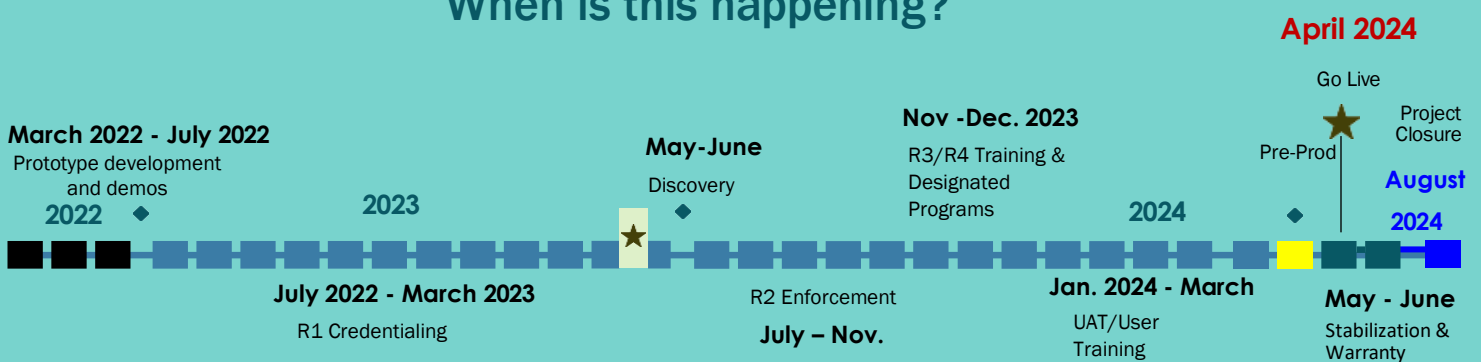 When is this happening?
April 2024
Go Live
Project
Closure
Pre-Prod
August
2024
March 2022 - July 2022
Prototype development
and demos
2022
2023
May-June
Discovery
Nov -Dec. 2023
R3/R4 Training &
Designated
Programs
2024
July 2022 - March 2023
R1 Credentialing
R2 Enforcement
July – Nov.
Jan. 2024 - March
UAT/User
Training
May - June
Stabilization &
Warranty